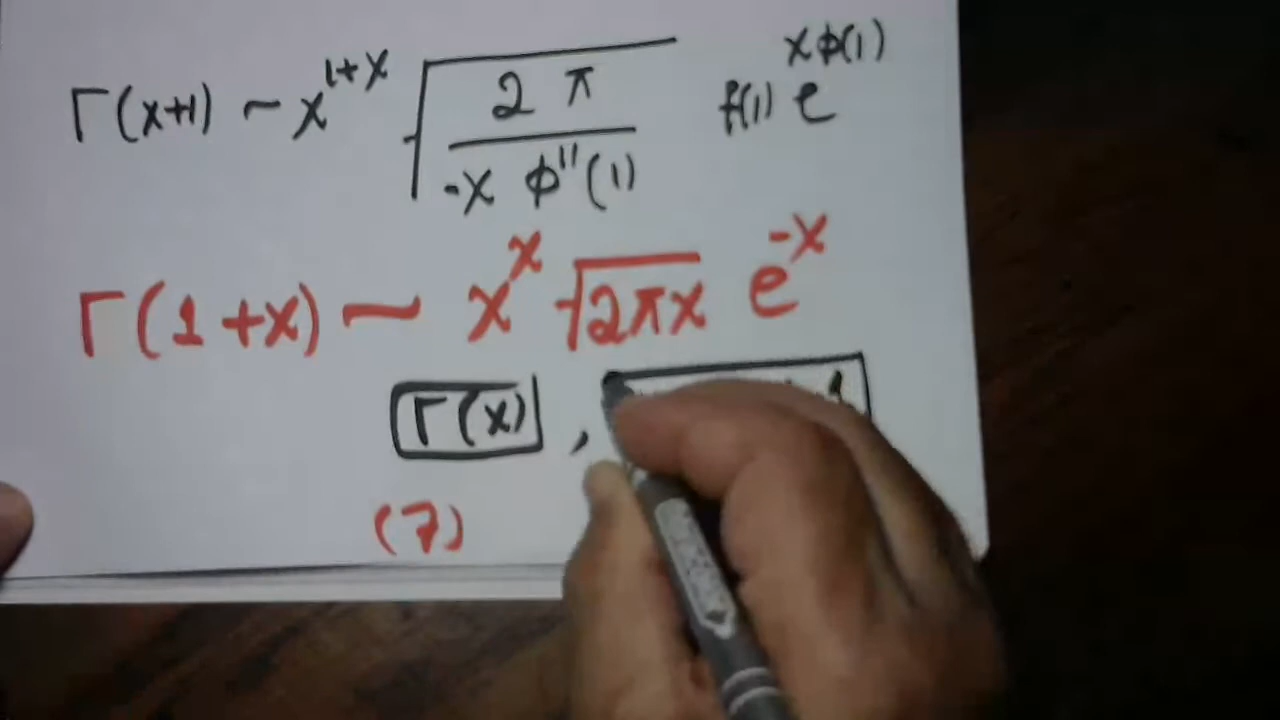 Γ(x+1) ~ x^{1+x} √(2π / -x φ''(1)) f(1) e^{xφ(1)}
Γ(1+x) ~ x^x √(2πx) e^{-x}
Γ(x) ,
(7)